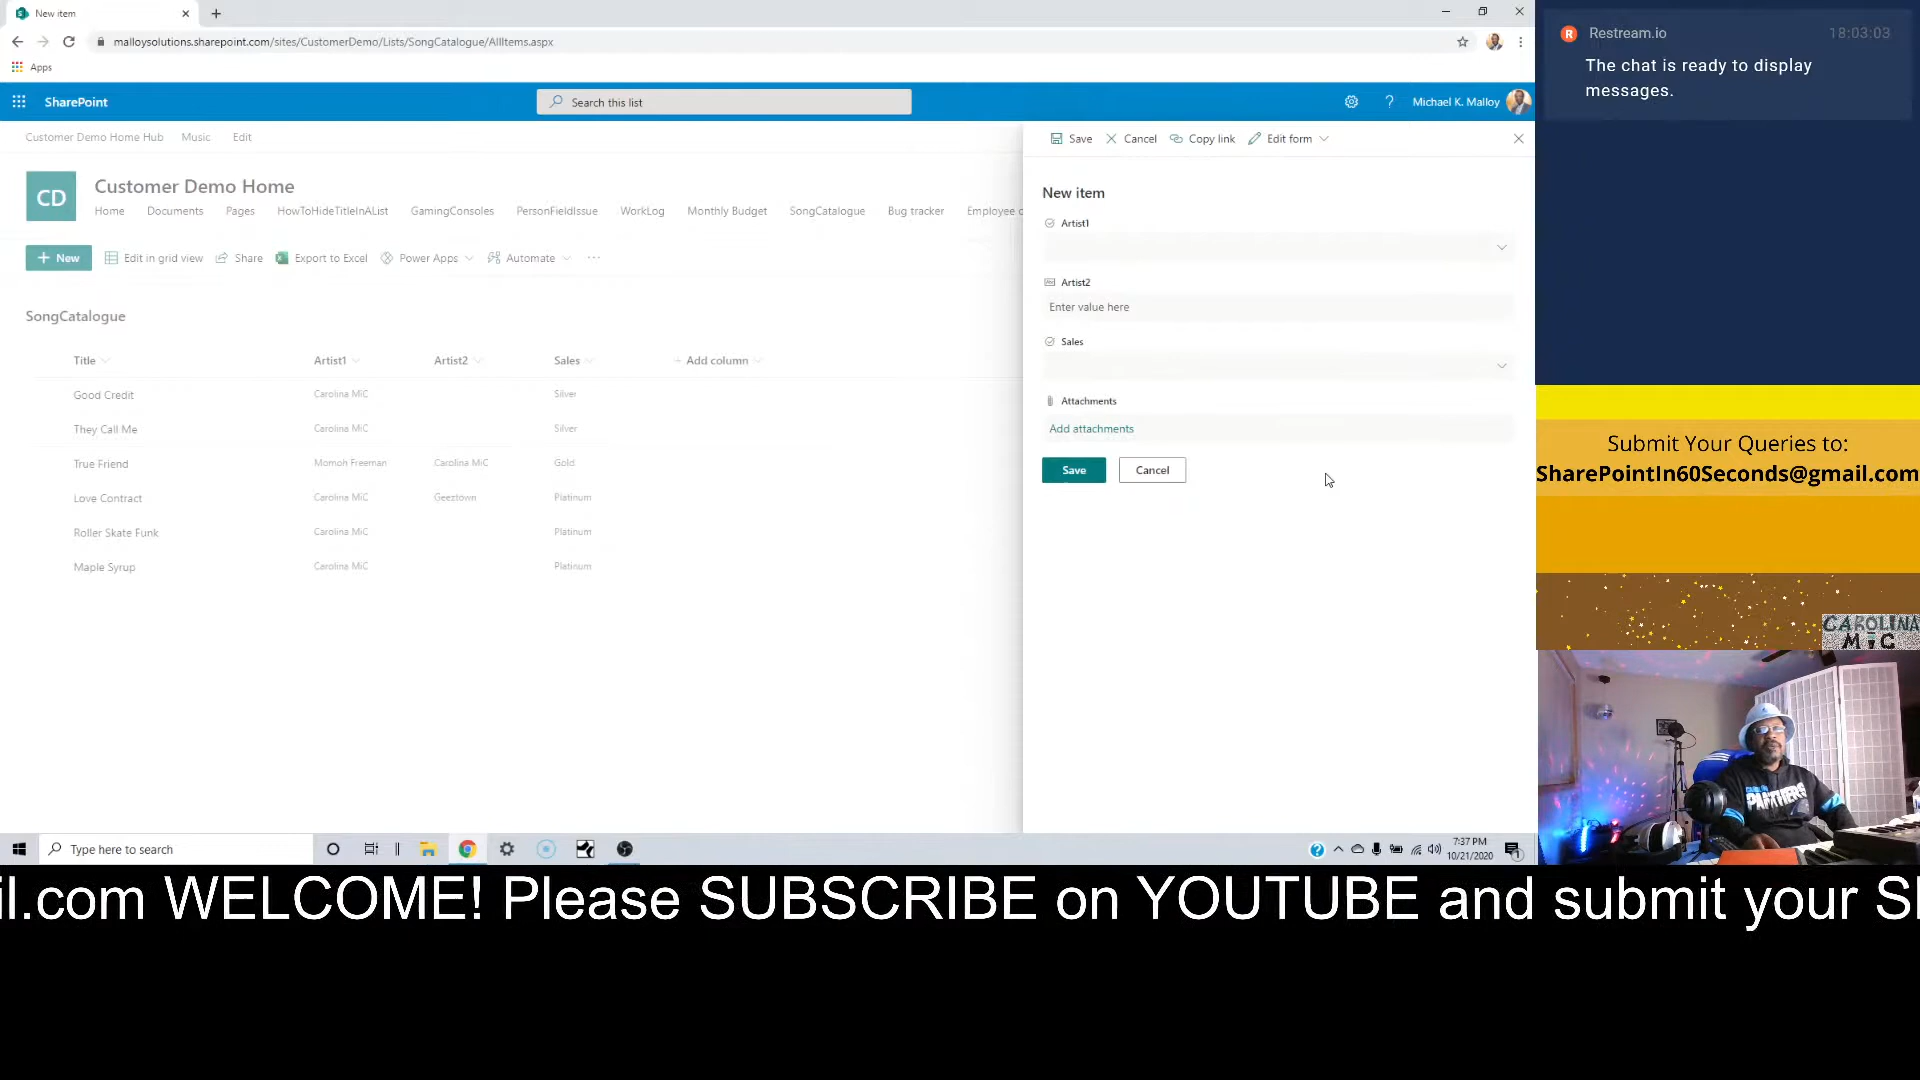 New item
malloysolutions.sharepoint.com/sites/CustomerDemo/Lists/SongCatalogue/AllItems.aspx
Apps
SharePoint
Search this list
Michael K. Malloy
Customer Demo Home Hub Music Edit
CD
Customer Demo Home
Home Documents Pages HowToHideTitleInAList GamingConsoles PersonFieldIssue WorkLog Monthly Budget SongCatalogue Bug tracker Employee
New Edit in grid view Share Export to Excel Power Apps Automate
SongCatalogue
Title Artist1 Artist2 Sales + Add column
Good Credit Carolina MiC Silver
They Call Me Carolina MiC Silver
True Friend Momoh Freeman Carolina MiC Gold
Love Contract Carolina MiC Geeztown Platinum
Roller Skate Funk Carolina MiC Platinum
Maple Syrup Carolina MiC Platinum
Save Cancel Copy link Edit form
New item
Artist1
Artist2
Enter value here
Sales
Attachments
Add attachments
Save Cancel
Restream.io 18:03:03
The chat is ready to display
messages.
Submit Your Queries to:
SharePointIn60Seconds@gmail.com
CAROLINA
MiC
PANTHERS
Type here to search
7:37 PM
10/21/2020
il.com WELCOME! Please SUBSCRIBE on YOUTUBE and submit your